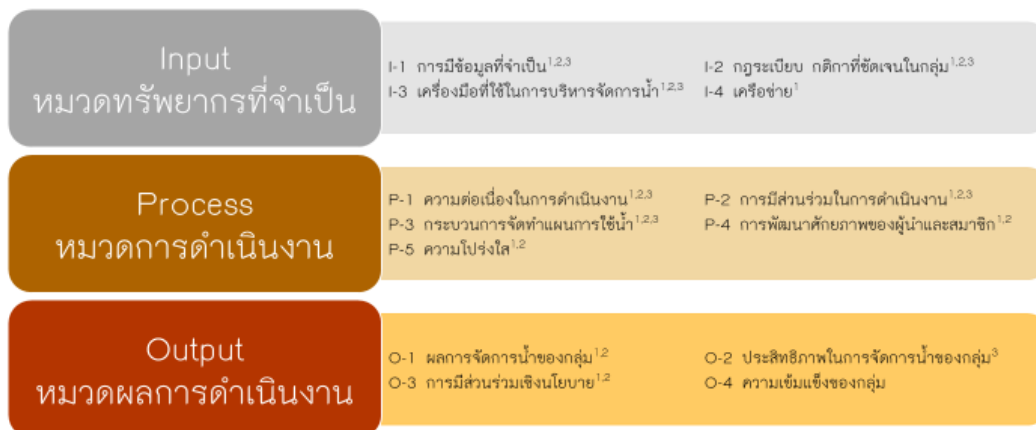 Input
หมวดทรัพยากรที่จำเป็น
I-1 การมีข้อมูลที่จำเป็น1,2,3
I-2 กฎระเบียบ กติกาที่ชัดเจนในกลุ่ม1,2,3
I-3 เครื่องมือที่ใช้ในการบริหารจัดการน้ำ1,2,3
I-4 เครือข่าย1
Process
หมวดการดำเนินงาน
P-1 ความต่อเนื่องในการดำเนินงาน1,2,3
P-2 การมีส่วนร่วมในการดำเนินงาน1,2,3
P-3 กระบวนการจัดทำแผนการใช้น้ำ1,2,3
P-4 การพัฒนาศักยภาพของผู้นำและสมาชิก1,2
P-5 ความโปร่งใส1,2
Output
หมวดผลการดำเนินงาน
O-1 ผลการจัดการน้ำของกลุ่ม1,2
O-2 ประสิทธิภาพในการจัดการน้ำของกลุ่ม3
O-3 การมีส่วนร่วมเชิงนโยบาย1,2
O-4 ความเข้มแข็งของกลุ่ม